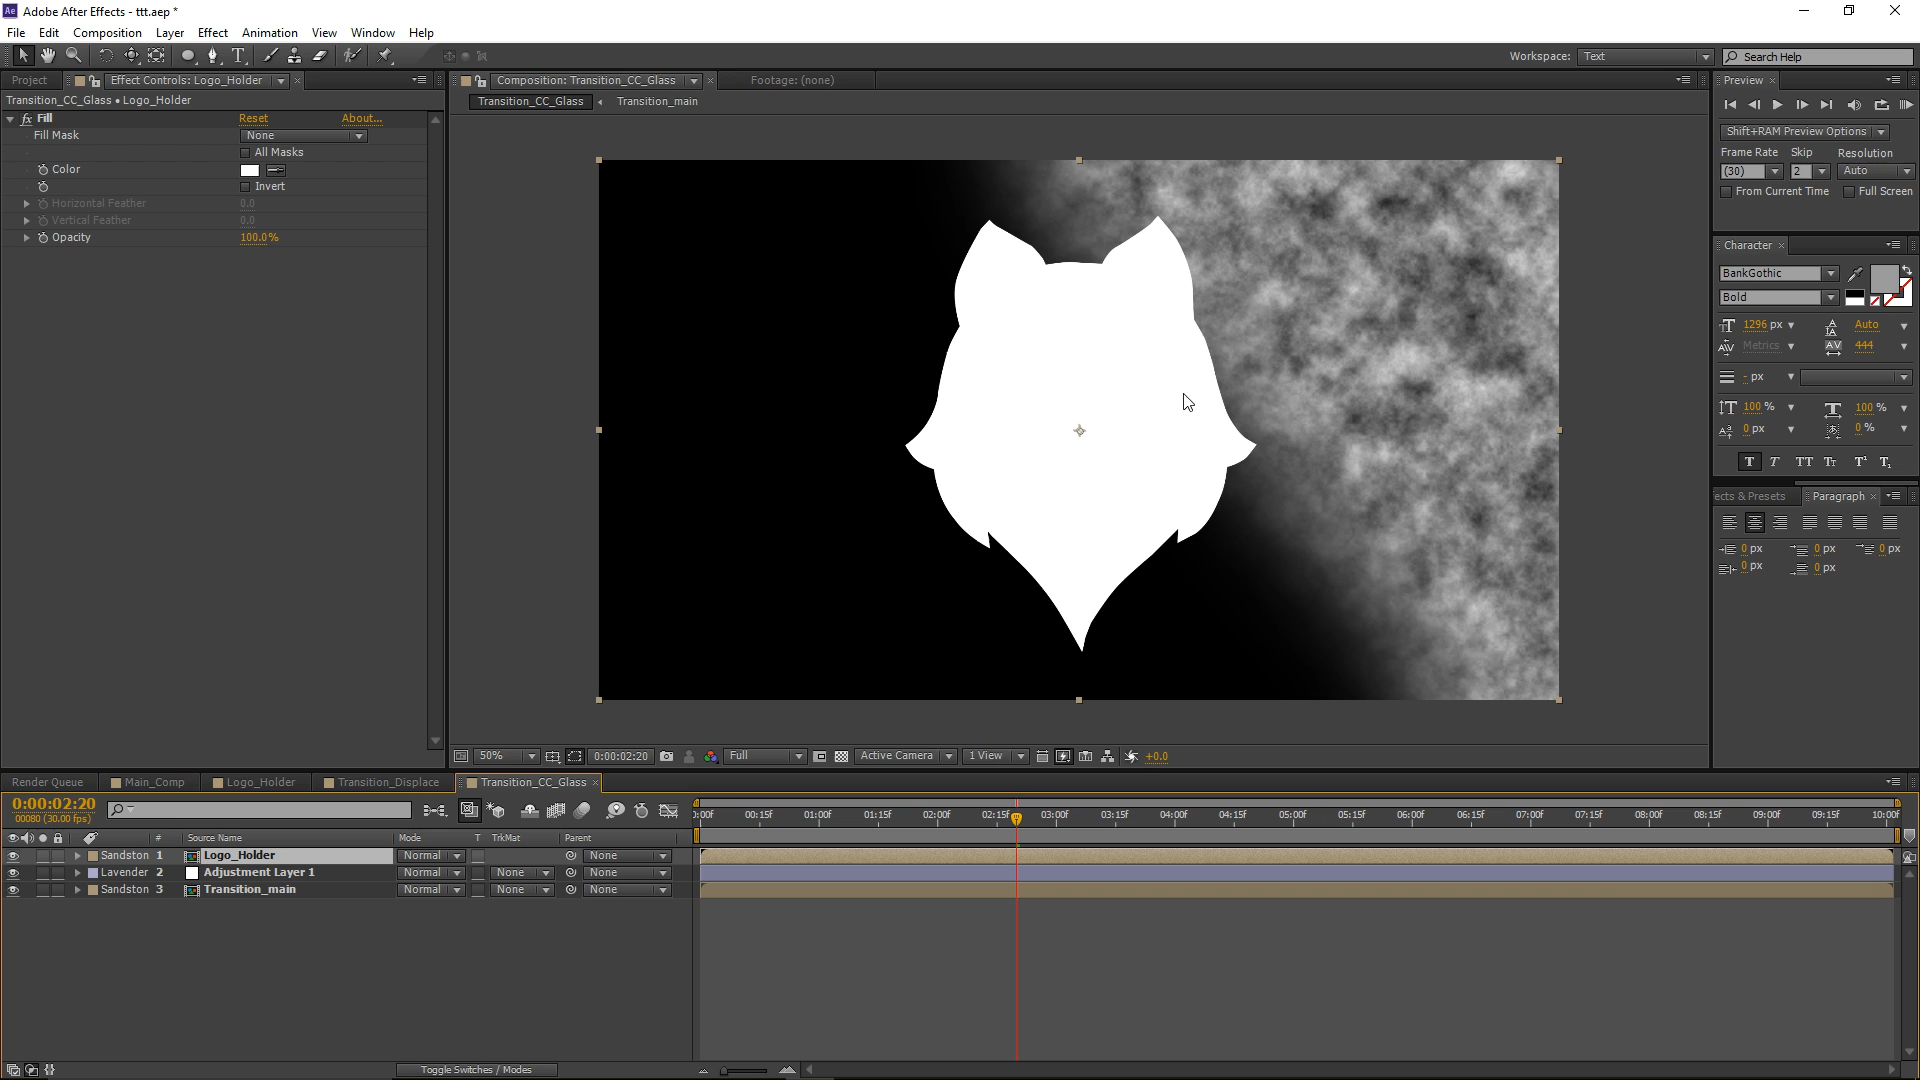 Ae Adobe After Effects - ttt.aep *
File Edit Composition Layer Effect Animation View Window Help
Workspace: Text Search Help
Project Effect Controls: Logo_Holder
Transition_CC_Glass • Logo_Holder
fx Fill Reset About...
Fill Mask None
All Masks
Color
Invert
Horizontal Feather 0.0
Vertical Feather 0.0
Opacity 100.0%
Composition: Transition_CC_Glass Footage: (none)
Transition_CC_Glass Transition_main
50% 0:00:02:20 Full Active Camera 1 View +0.0
Preview
Shift+RAM Preview Options
Frame Rate Skip Resolution
(30) 2 Auto
From Current Time Full Screen
Character
BankGothic
Bold
1296 px Auto
Metrics 444
- px
100 % 100 %
0 px 0 %
T T TT Tt T¹ T₁
ects & Presets Paragraph
0 px 0 px 0 px
0 px 0 px
Render Queue Main_Comp Logo_Holder Transition_Displace Transition_CC_Glass
0:00:02:20
00080 (30.00 fps)
0:00f 00:15f 01:00f 01:15f 02:00f 02:15f 03:00f 03:15f 04:00f 04:15f 05:00f 05:15f 06:00f 06:15f 07:00f 07:15f 08:00f 08:15f 09:00f 09:15f 10:00f
# Source Name Mode T TrkMat Parent
Sandston 1 Logo_Holder Normal None
Lavender 2 Adjustment Layer 1 Normal None None
Sandston 3 Transition_main Normal None None
Toggle Switches / Modes